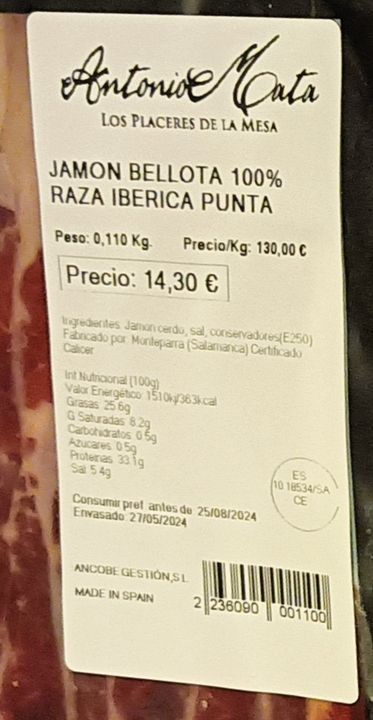 Antonio Mata
LOS PLACERES DE LA MESA
JAMON BELLOTA 100%
RAZA IBERICA PUNTA
Peso: 0,110 Kg. Precio/Kg: 130,00 €
Precio: 14,30 €
Ingredientes: Jamon cerdo, sal, conservadores(E250)
Fabricado por: Monteparra (Salamanca) Certificado
Calicer
Int Nutricional (100g)
Valor Energético: 1510kj/363kcal
Grasas: 25.6g
G Saturadas: 8.2g
Carbohidratos: 0.5g
Azucares: 0.5g
Proteinas: 33.1g
Sal: 5.4g
ES
10.18534/SA
CE
Consumir pref. antes de: 25/08/2024
Envasado: 27/05/2024
ANCOBE GESTIÓN,S.L.
MADE IN SPAIN
2 236090 001100